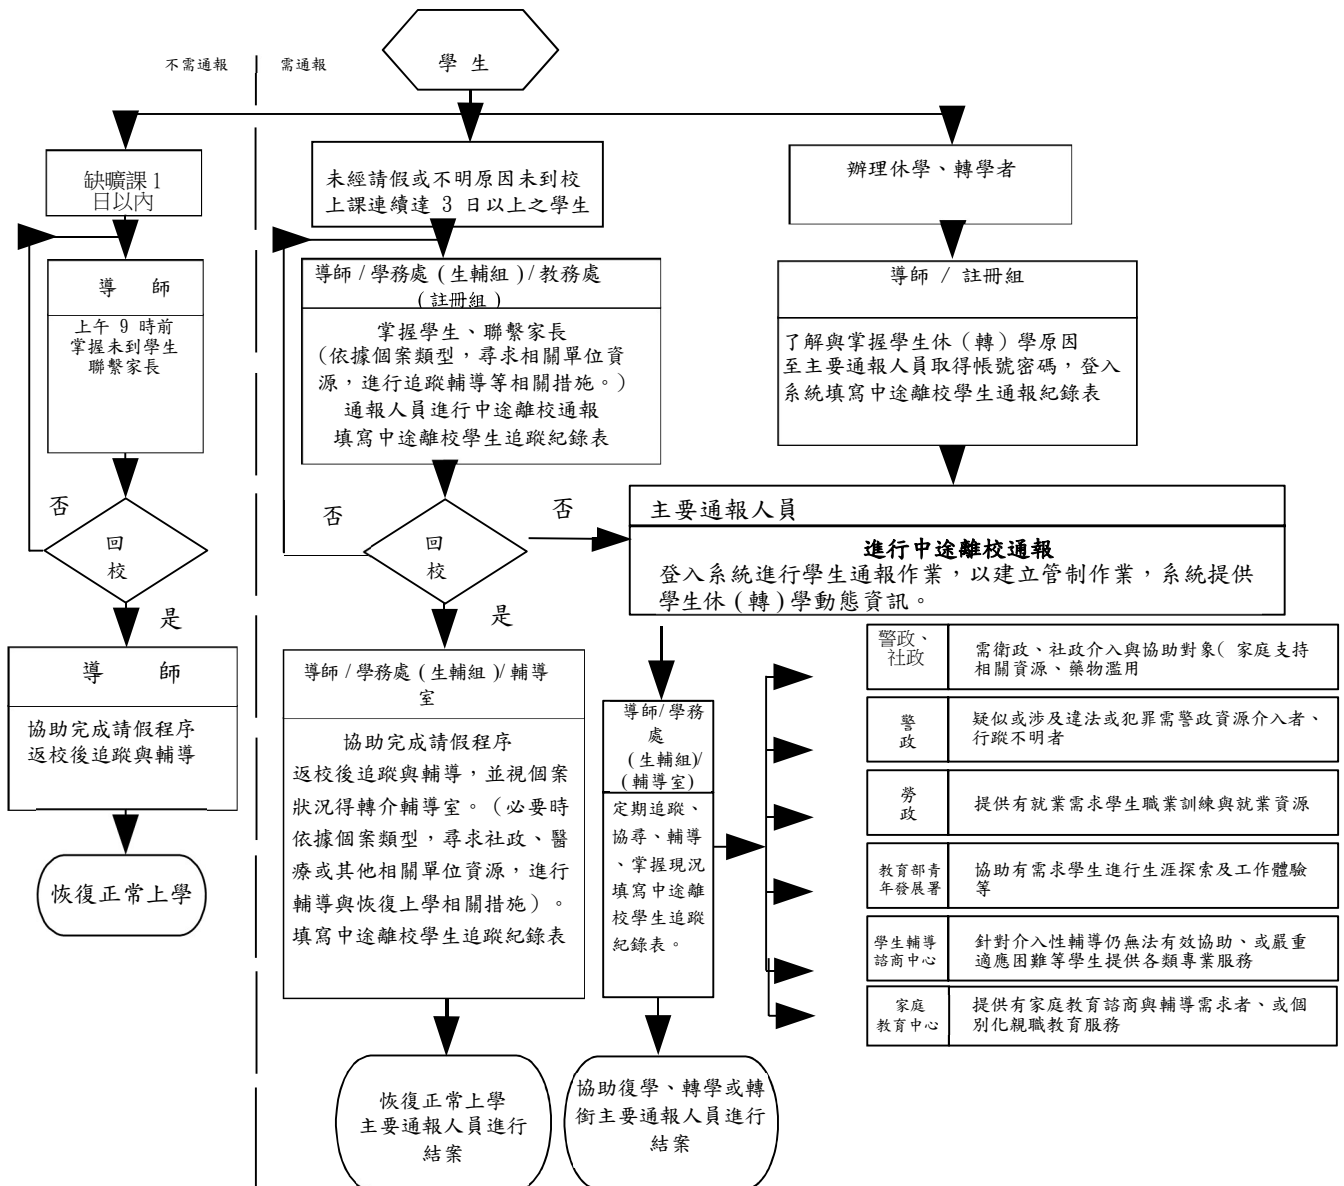 學 生
不需通報
需通報
缺曠課 1
日以內
導 師
上午 9 時前
掌握未到學生
聯繫家長
否
回
校
是
導 師
協助完成請假程序
返校後追蹤與輔導
恢復正常上學
未經請假或不明原因未到校
上課連續達 3 日以上之學生
導師 / 學務處 ( 生輔組 ) / 教務處
( 註冊組 )
掌握學生、聯繫家長
(依據個案類型，尋求相關單位資
源，進行追蹤輔導等相關措施。)
通報人員進行中途離校通報
填寫中途離校學生追蹤紀錄表
否
回
校
否
是
導師 / 學務處 ( 生輔組 )/ 輔導
室
協助完成請假程序
返校後追蹤與輔導，並視個案
狀況得轉介輔導室。（必要時
依據個案類型，尋求社政、醫
療或其他相關單位資源，進行
輔導與恢復上學相關措施）。
填寫中途離校學生追蹤紀錄表
恢復正常上學
主要通報人員進行
結案
辦理休學、轉學者
導師 / 註冊組
了解與掌握學生休（轉）學原因
至主要通報人員取得帳號密碼，登入
系統填寫中途離校學生通報紀錄表
主要通報人員
進行中途離校通報
登入系統進行學生通報作業，以建立管制作業，系統提供
學生休 ( 轉 ) 學動態資訊。
導師/ 學務
處
(生輔組)/
(輔導室)
定期追蹤、
協尋、輔導
、掌握現況
填寫中途離
校學生追蹤
紀錄表。
協助復學、轉學或轉
銜主要通報人員進行
結案
警政、
社政
需衛政、社政介入與協助對象( 家庭支持
相關資源、藥物濫用
警
政
疑似或涉及違法或犯罪需警政資源介入者、
行蹤不明者
勞
政
提供有就業需求學生職業訓練與就業資源
教育部青
年發展署
協助有需求學生進行生涯探索及工作體驗
等
學生輔導
諮商中心
針對介入性輔導仍無法有效協助、或嚴重
適應困難等學生提供各類專業服務
家庭
教育中心
提供有家庭教育諮商與輔導需求者、或個
別化親職教育服務